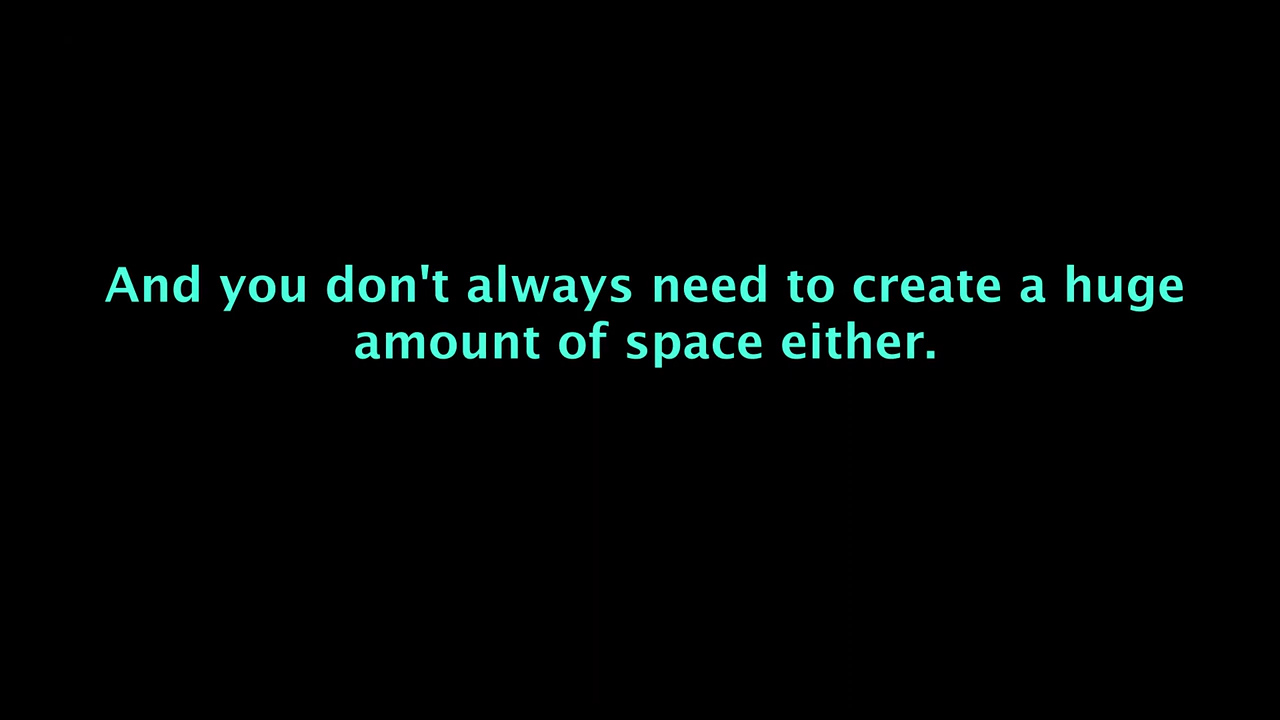 And you don't always need to create a huge
amount of space either.